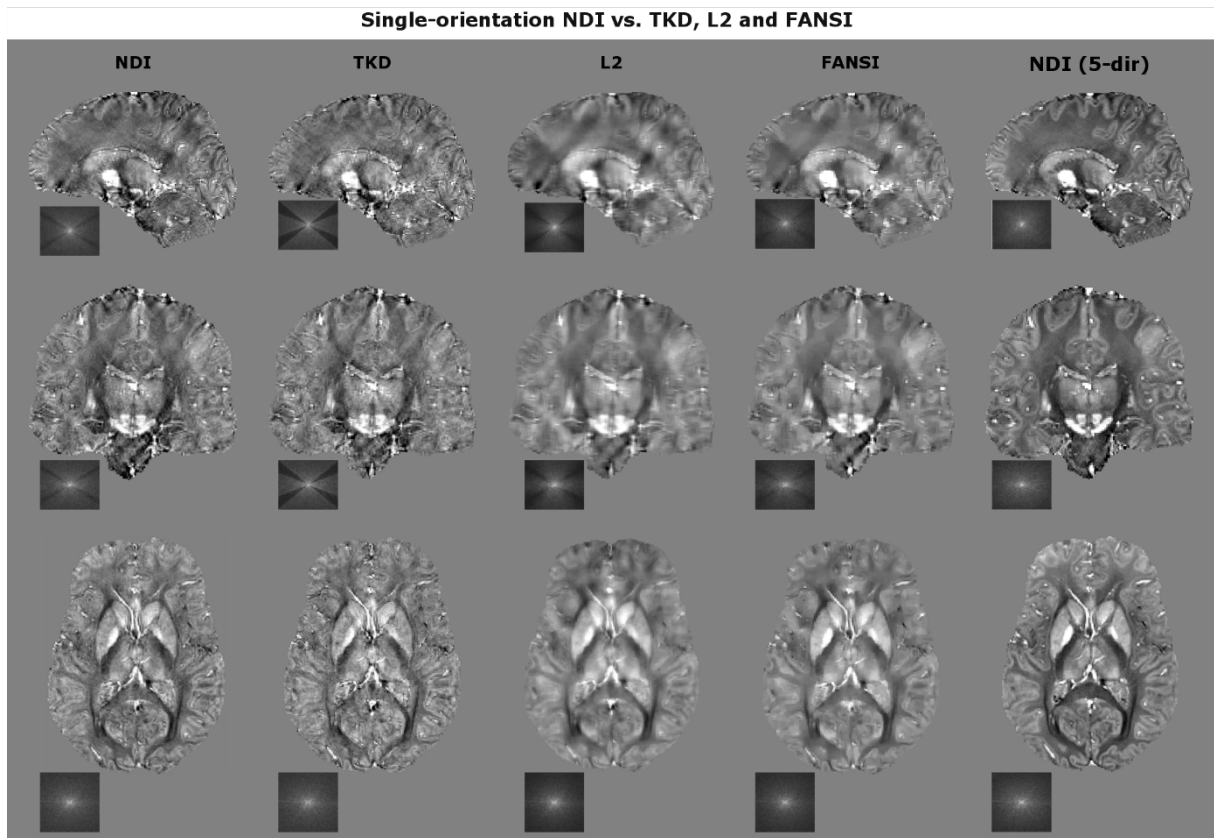 Single-orientation NDI vs. TKD, L2 and FANSI
NDI TKD L2 FANSI NDI (5-dir)